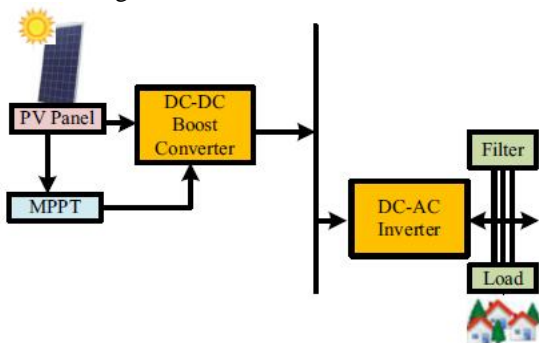 PV Panel
DC-DC
Boost
Converter
MPPT
Filter
DC-AC
Inverter
Load